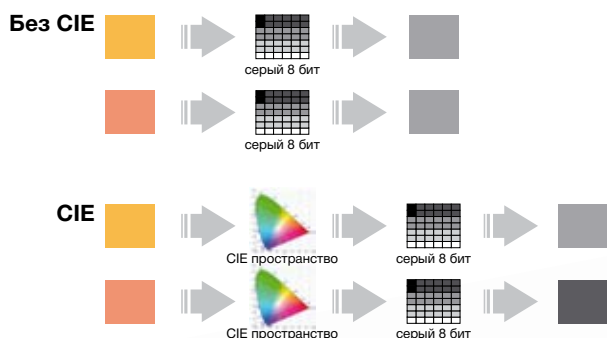 Без CIE
серый 8 бит
серый 8 бит
CIE
CIE пространство
серый 8 бит
CIE пространство
серый 8 бит